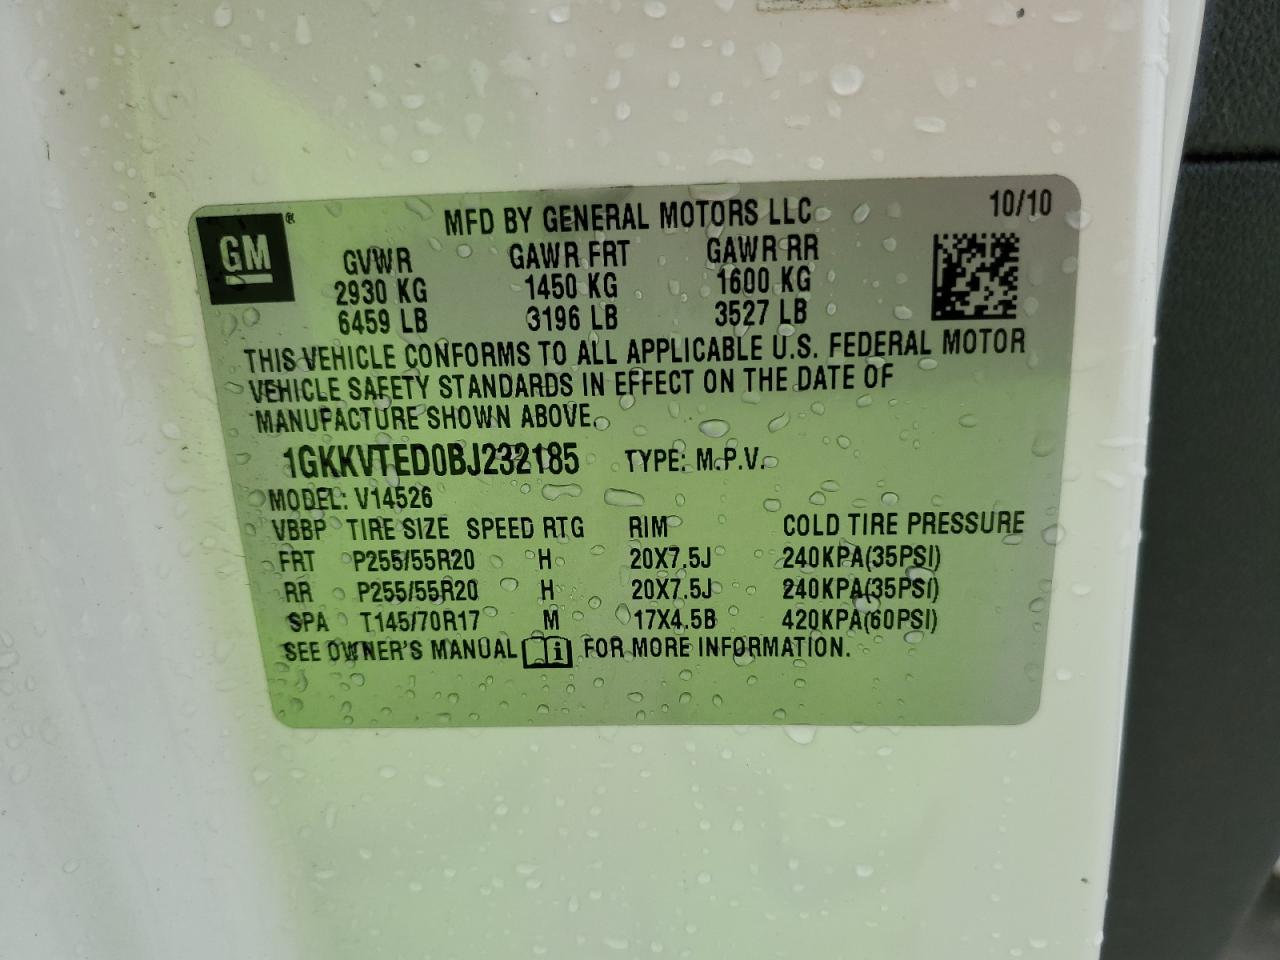 MFD BY GENERAL MOTORS LLC 10/10
GM®
GVWR GAWR FRT GAWR RR
2930 KG 1450 KG 1600 KG
6459 LB 3196 LB 3527 LB
THIS VEHICLE CONFORMS TO ALL APPLICABLE U.S. FEDERAL MOTOR
VEHICLE SAFETY STANDARDS IN EFFECT ON THE DATE OF
MANUFACTURE SHOWN ABOVE.
1GKKVTED0BJ232185 TYPE: M.P.V.
MODEL: V14526
VBBP TIRE SIZE SPEED RTG RIM COLD TIRE PRESSURE
FRT P255/55R20 H 20X7.5J 240KPA(35PSI)
RR P255/55R20 H 20X7.5J 240KPA(35PSI)
SPA T145/70R17 M 17X4.5B 420KPA(60PSI)
SEE OWNER'S MANUAL i FOR MORE INFORMATION.